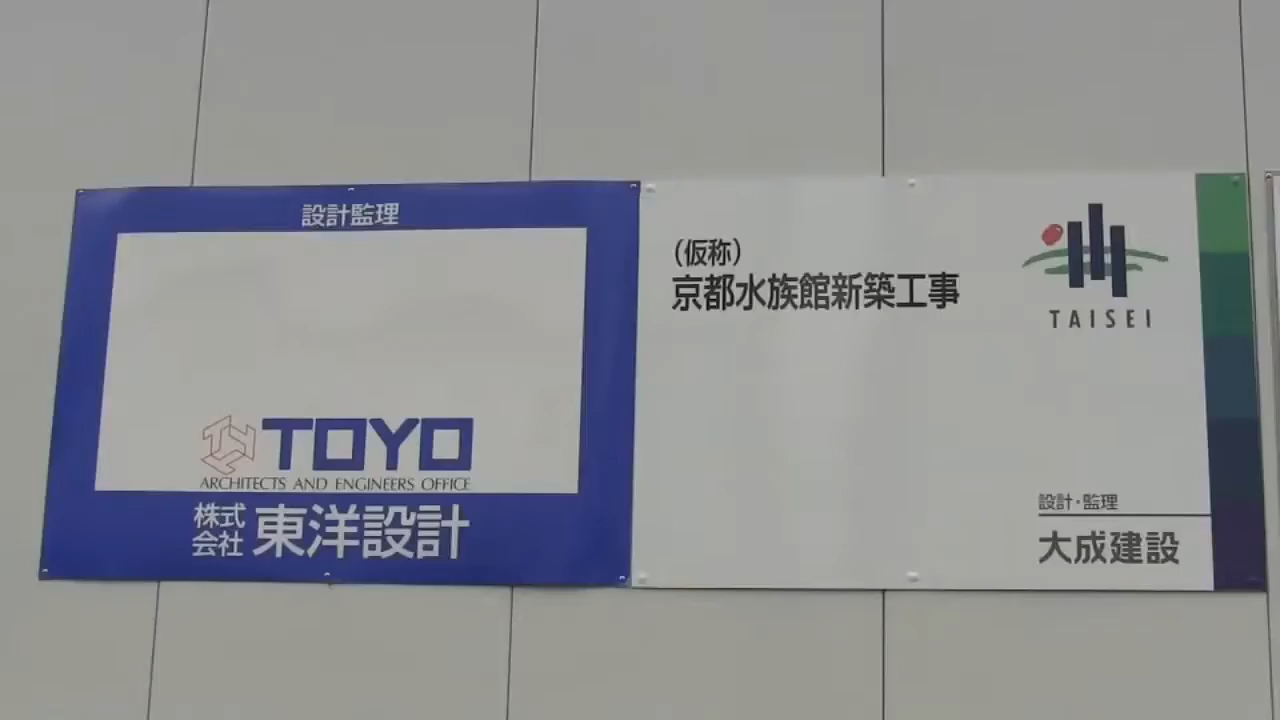 設計監理
TOYO
ARCHITECTS AND ENGINEERS OFFICE
株式会社 東洋設計
（仮称）
京都水族館新築工事
TAISEI
設計・監理
大成建設